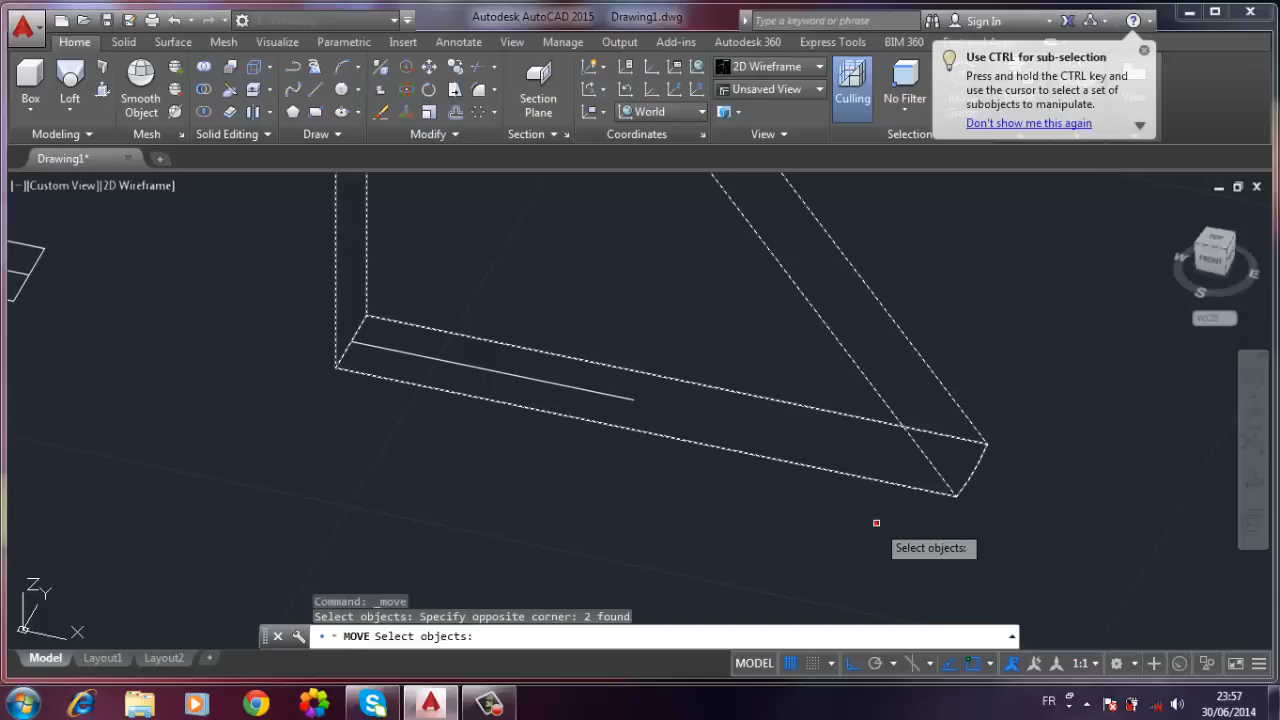 Autodesk AutoCAD 2015 Drawing1.dwg
Type a keyword or phrase
Sign In
Home Solid Surface Mesh Visualize Parametric Insert Annotate View Manage Output Add-ins Autodesk 360 Express Tools BIM 360
Use CTRL for sub-selection
Press and hold the CTRL key and
use the cursor to select a set of
subobjects to manipulate.
Don't show me this again
Box
Loft
Smooth
Object
Section
Plane
2D Wireframe
Unsaved View
World
Culling
No Filter
Modeling
Mesh
Solid Editing
Draw
Modify
Section
Coordinates
View
Selection
Drawing1*
[−][Custom View][2D Wireframe]
TOP
FRONT
W
E
S
WCS
Select objects:
Z
Y
X
Command: _move
Select objects: Specify opposite corner: 2 found
MOVE Select objects:
Model Layout1 Layout2
MODEL
1:1
FR
23:57
30/06/2014